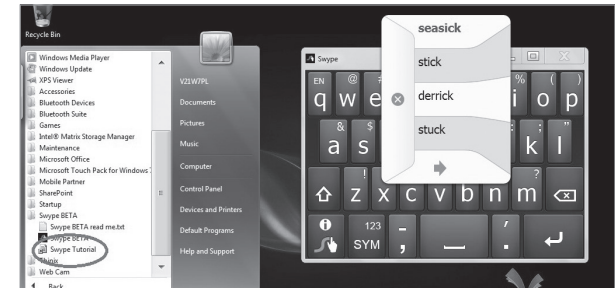 Recycle Bin
Windows Media Player
Windows Update
XPS Viewer
Accessories
Bluetooth Devices
Bluetooth Suite
Games
Intel® Matrix Storage Manager
Maintenance
Microsoft Office
Microsoft Touch Pack for Windows
Mobile Partner
SharePoint
Startup
Swype BETA
Swype BETA read me.txt
Swype BETA
Swype Tutorial
Web Cam
Back
V21W7PL
Documents
Pictures
Music
Computer
Control Panel
Devices and Printers
Default Programs
Help and Support
Swype
seasick
stick
derrick
stuck
EN @ % ( )
q w e i o p
& $ ; "
a s k l
! ?
z x c v b n m
123 '
SYM - ; .